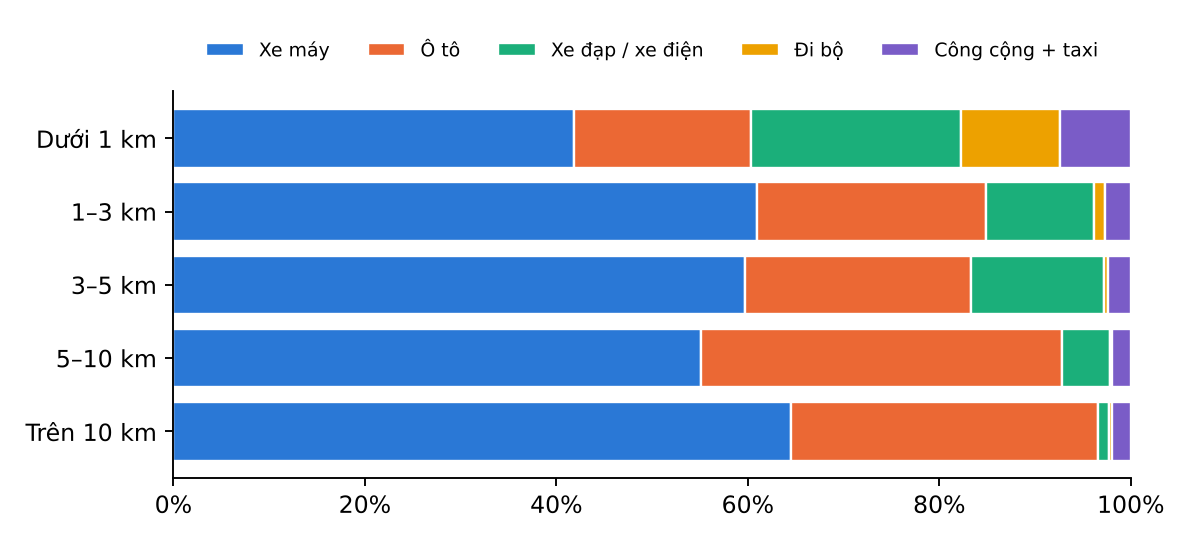 Xe máy Ô tô Xe đạp / xe điện Đi bộ Công cộng + taxi
Dưới 1 km
1–3 km
3–5 km
5–10 km
Trên 10 km
0% 20% 40% 60% 80% 100%